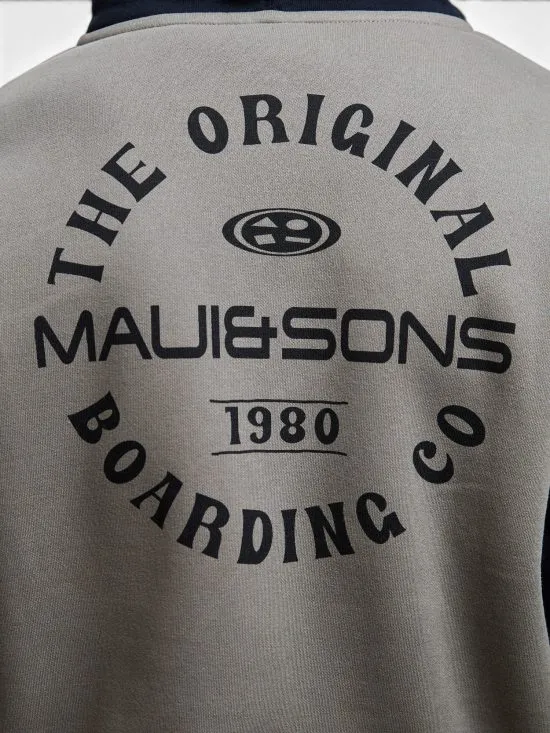 THE ORIGINAL
MAUI&SONS
1980
BOARDING CO